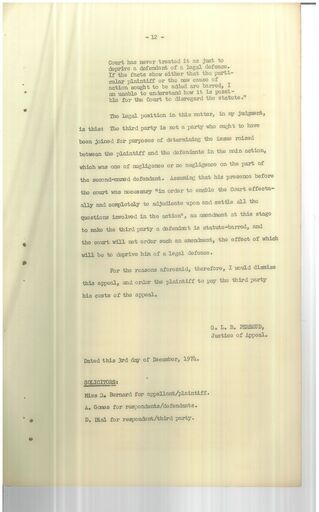 - 12 -
Court has never treated it as just to
deprive a defendant of a legal defence.
If the facts show either that the parti-
cular plaintiff or the new cause of
action sought to be added are barred, I
am unable to understand how it is possi-
ble for the Court to disregard the statute."
The legal position in this matter, in my judgment,
is this: The third party is not a party who ought to have
been joined for purposes of determining the issues raised
between the plaintiff and the defendants in the main action,
which was one of negligence or no negligence on the part of
the second-named defendant. Assuming that his presence before
the court was necessary "in order to enable the Court effectu-
ally and completely to adjudicate upon and settle all the
questions involved in the action", an amendment at this stage
to make the third party a defendant is statute-barred, and
the court will not order such an amendment, the effect of which
will be to deprive him of a legal defence.
For the reasons aforesaid, therefore, I would dismiss
this appeal, and order the plaintiff to pay the third party
his costs of the appeal.
Justice of Appeal.
Dated this 3rd day of December, 1974.
SOLICITORS:
Miss L. Bernard for appellant/plaintiff.
A. Gomes for respondents/defendants.
D. Dial for respondent/third party.